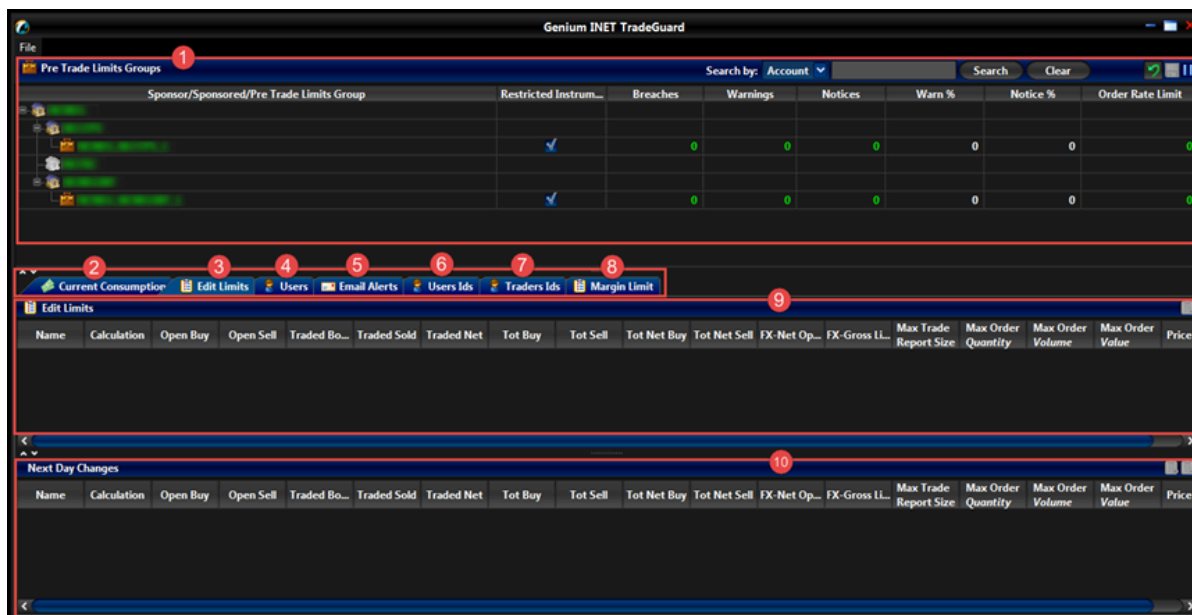 Genium INET TradeGuard
File
1
Pre Trade Limits Groups Search by: Account Search Clear
Sponsor/Sponsored/Pre Trade Limits Group Restricted Instrum... Breaches Warnings Notices Warn % Notice % Order Rate Limit
0 0 0 0 0 0
0 0 0 0 0 0
2 3 4 5 6 7 8
Current Consumption Edit Limits Users Email Alerts Users Ids Traders Ids Margin Limit
9
Edit Limits
Name Calculation Open Buy Open Sell Traded Bo... Traded Sold Traded Net Tot Buy Tot Sell Tot Net Buy Tot Net Sell FX-Net Op... FX-Gross Li... Max Trade Report Size Max Order Quantity Max Order Volume Max Order Value Price
10
Next Day Changes
Name Calculation Open Buy Open Sell Traded Bo... Traded Sold Traded Net Tot Buy Tot Sell Tot Net Buy Tot Net Sell FX-Net Op... FX-Gross Li... Max Trade Report Size Max Order Quantity Max Order Volume Max Order Value Price